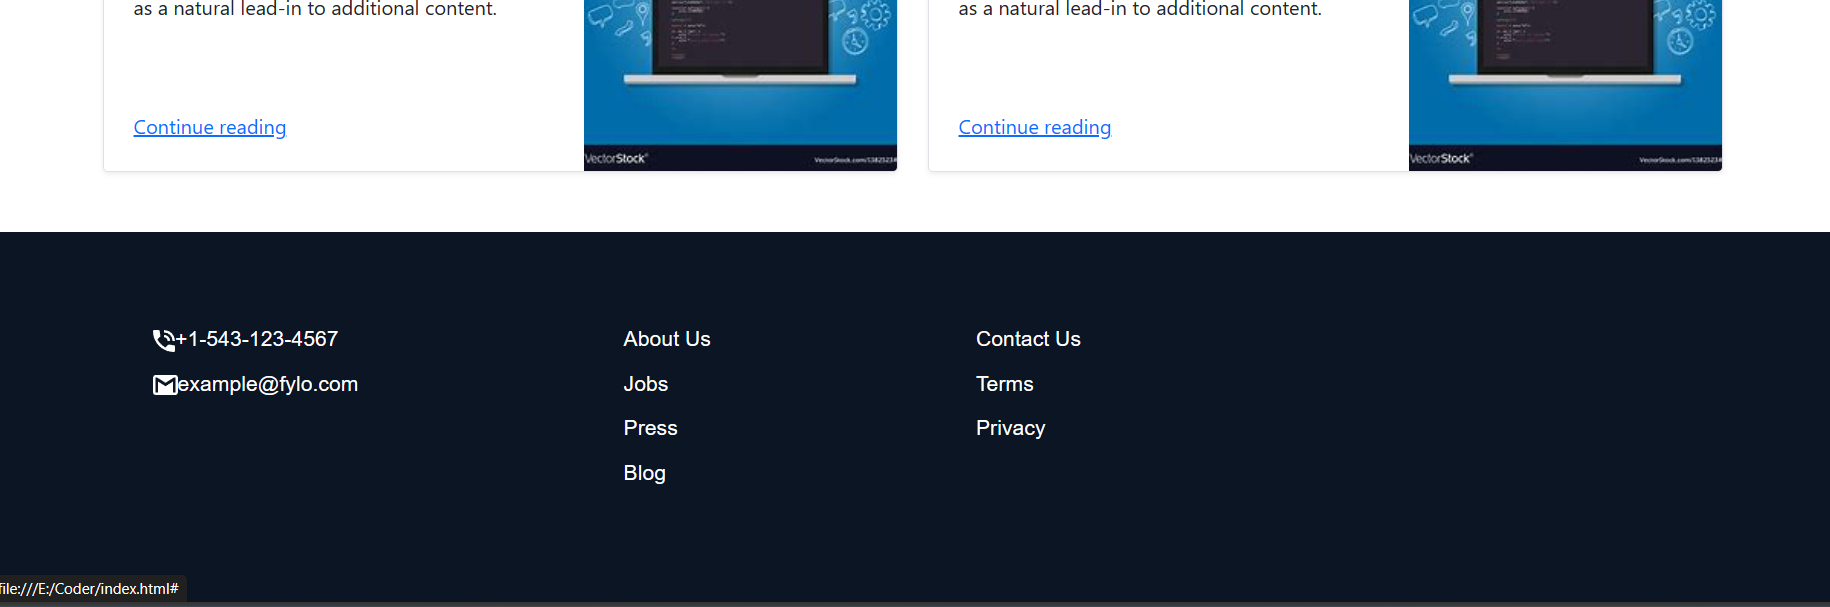 as a natural lead-in to additional content.
as a natural lead-in to additional content.
Continue reading
Continue reading
VectorStock®
VectorStock.com/1382523
VectorStock®
VectorStock.com/1382523
+1-543-123-4567
About Us
Contact Us
example@fylo.com
Jobs
Terms
Press
Privacy
Blog
file:///E:/Coder/index.html#